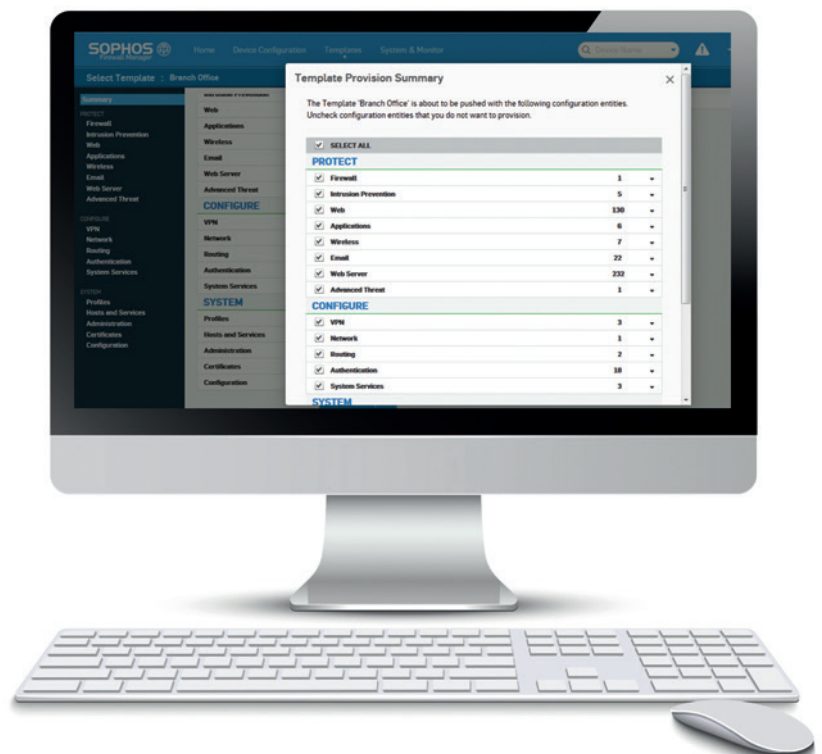 SOPHOS
Firewall Manager
Home Device Configuration Templates System & Monitor
Device Name
Select Template : Branch Office
Summary
PROTECT
Firewall
Intrusion Prevention
Web
Applications
Wireless
Email
Web Server
Advanced Threat
CONFIGURE
VPN
Network
Routing
Authentication
System Services
SYSTEM
Profiles
Hosts and Services
Administration
Certificates
Configuration
Intrusion Prevention
Web
Applications
Wireless
Email
Web Server
Advanced Threat
CONFIGURE
VPN
Network
Routing
Authentication
System Services
SYSTEM
Profiles
Hosts and Services
Administration
Certificates
Configuration
Template Provision Summary
The Template 'Branch Office' is about to be pushed with the following configuration entities.
Uncheck configuration entities that you do not want to provision.
SELECT ALL
PROTECT
Firewall 1
Intrusion Prevention 5
Web 130
Applications 6
Wireless 7
Email 22
Web Server 232
Advanced Threat 1
CONFIGURE
VPN 3
Network 1
Routing 2
Authentication 18
System Services 3
SYSTEM